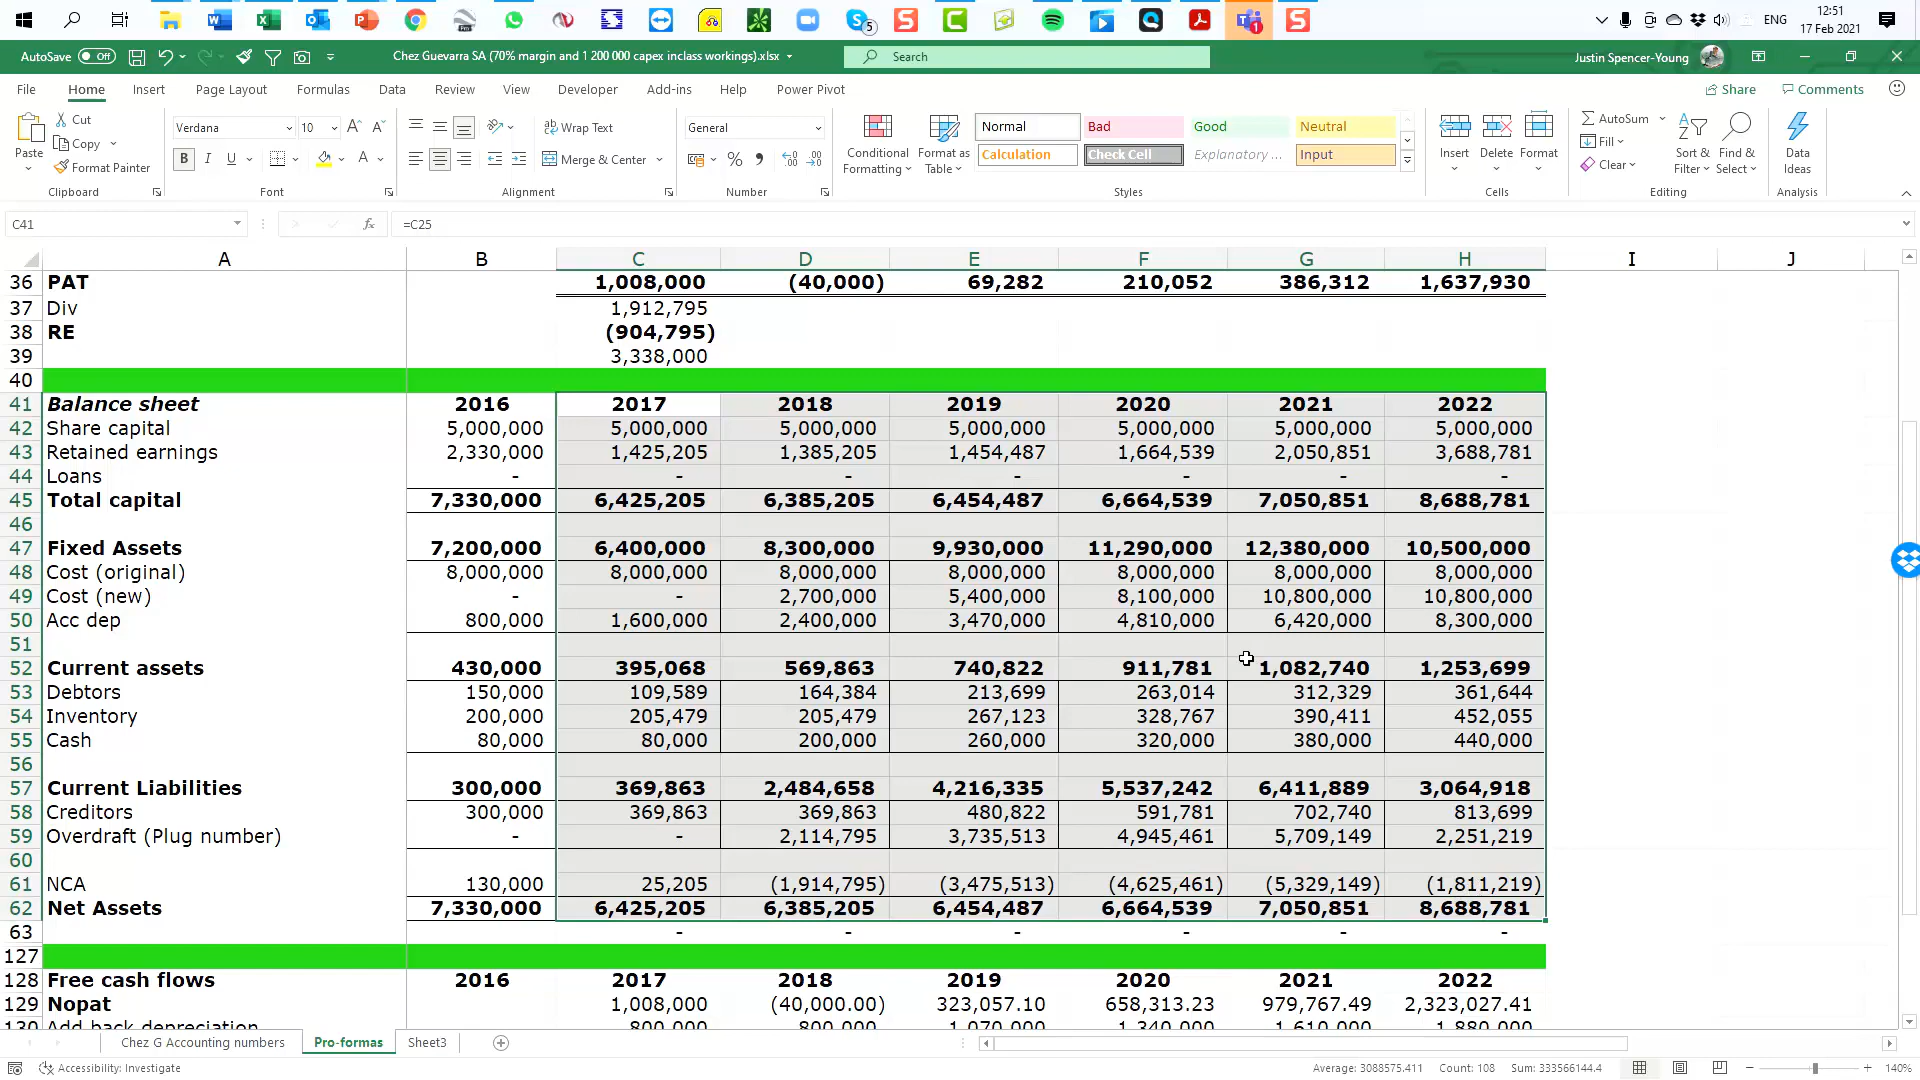 ENG
12:51
17 Feb 2021
AutoSave Off
Chez Guevarra SA (70% margin and 1 200 000 capex inclass workings).xlsx
Search
Justin Spencer-Young
File Home Insert Page Layout Formulas Data Review View Developer Add-ins Help Power Pivot
Share Comments
Paste Cut Copy Format Painter
Verdana 10
Wrap Text Merge & Center
General
Conditional Formatting
Format as Table
Normal Bad Good Neutral
Calculation Check Cell Explanatory ... Input
Insert Delete Format
AutoSum Fill Clear
Sort & Filter Find & Select
Data Ideas
Clipboard Font Alignment Number Styles Cells Editing Analysis
C41 fx =C25
A B C D E F G H I J
36 PAT 1,008,000 (40,000) 69,282 210,052 386,312 1,637,930
37 Div 1,912,795
38 RE (904,795)
39 3,338,000
40
41 Balance sheet 2016 2017 2018 2019 2020 2021 2022
42 Share capital 5,000,000 5,000,000 5,000,000 5,000,000 5,000,000 5,000,000 5,000,000
43 Retained earnings 2,330,000 1,425,205 1,385,205 1,454,487 1,664,539 2,050,851 3,688,781
44 Loans - - - - - - -
45 Total capital 7,330,000 6,425,205 6,385,205 6,454,487 6,664,539 7,050,851 8,688,781
46
47 Fixed Assets 7,200,000 6,400,000 8,300,000 9,930,000 11,290,000 12,380,000 10,500,000
48 Cost (original) 8,000,000 8,000,000 8,000,000 8,000,000 8,000,000 8,000,000 8,000,000
49 Cost (new) - - 2,700,000 5,400,000 8,100,000 10,800,000 10,800,000
50 Acc dep 800,000 1,600,000 2,400,000 3,470,000 4,810,000 6,420,000 8,300,000
51
52 Current assets 430,000 395,068 569,863 740,822 911,781 1,082,740 1,253,699
53 Debtors 150,000 109,589 164,384 213,699 263,014 312,329 361,644
54 Inventory 200,000 205,479 205,479 267,123 328,767 390,411 452,055
55 Cash 80,000 80,000 200,000 260,000 320,000 380,000 440,000
56
57 Current Liabilities 300,000 369,863 2,484,658 4,216,335 5,537,242 6,411,889 3,064,918
58 Creditors 300,000 369,863 369,863 480,822 591,781 702,740 813,699
59 Overdraft (Plug number) - - 2,114,795 3,735,513 4,945,461 5,709,149 2,251,219
60
61 NCA 130,000 25,205 (1,914,795) (3,475,513) (4,625,461) (5,329,149) (1,811,219)
62 Net Assets 7,330,000 6,425,205 6,385,205 6,454,487 6,664,539 7,050,851 8,688,781
63 - - - - - -
127
128 Free cash flows 2016 2017 2018 2019 2020 2021 2022
129 Nopat 1,008,000 (40,000.00) 323,057.10 658,313.23 979,767.49 2,323,027.41
130 Add back depreciation 800,000 800,000 1,070,000 1,340,000 1,610,000 1,880,000
Chez G Accounting numbers Pro-formas Sheet3
Accessibility: Investigate
Average: 3088575.411 Count: 108 Sum: 333566144.4 140%